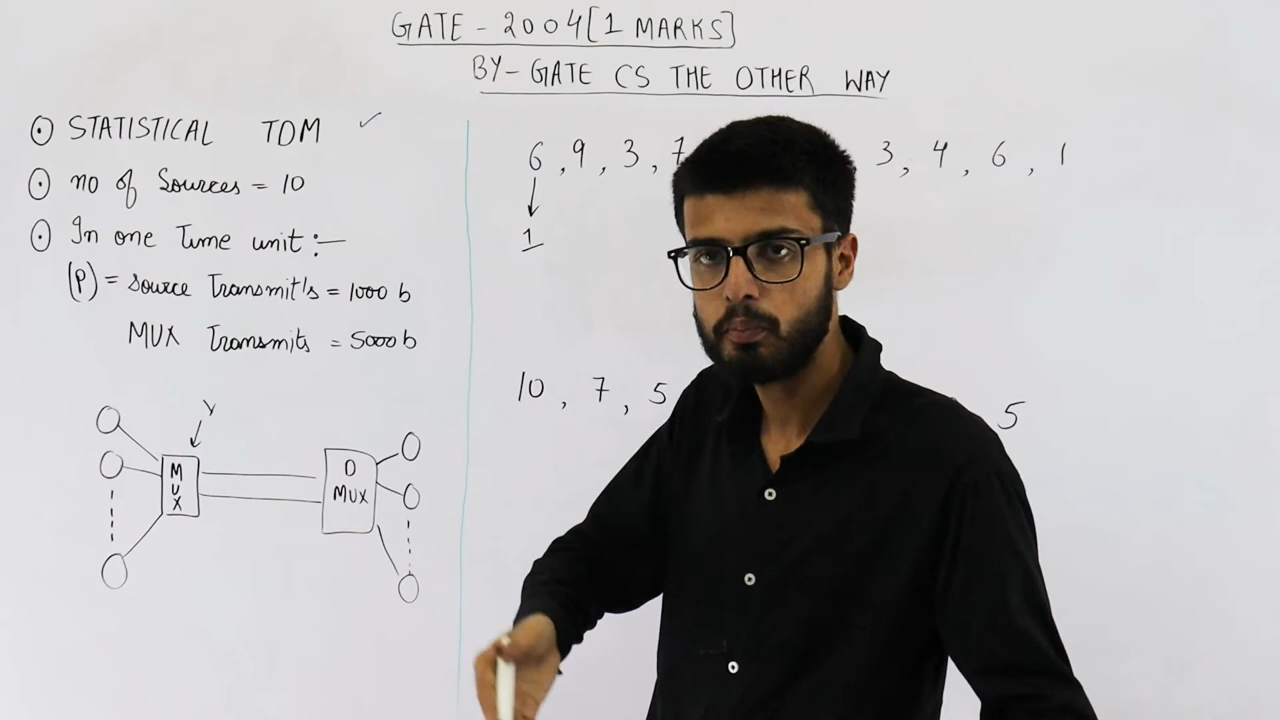 GATE - 2004 [1 MARKS]
BY - GATE CS THE OTHER WAY
STATISTICAL TDM ✓
no of Sources = 10
In one Time unit :-
(P) = Source Transmit's = 1000 b
MUX Transmits = 5000 b
Y
MUX
D MUX
6 , 9 , 3 , 7
, 3 , 4 , 6 , 1
1
10 , 7 , 5
5